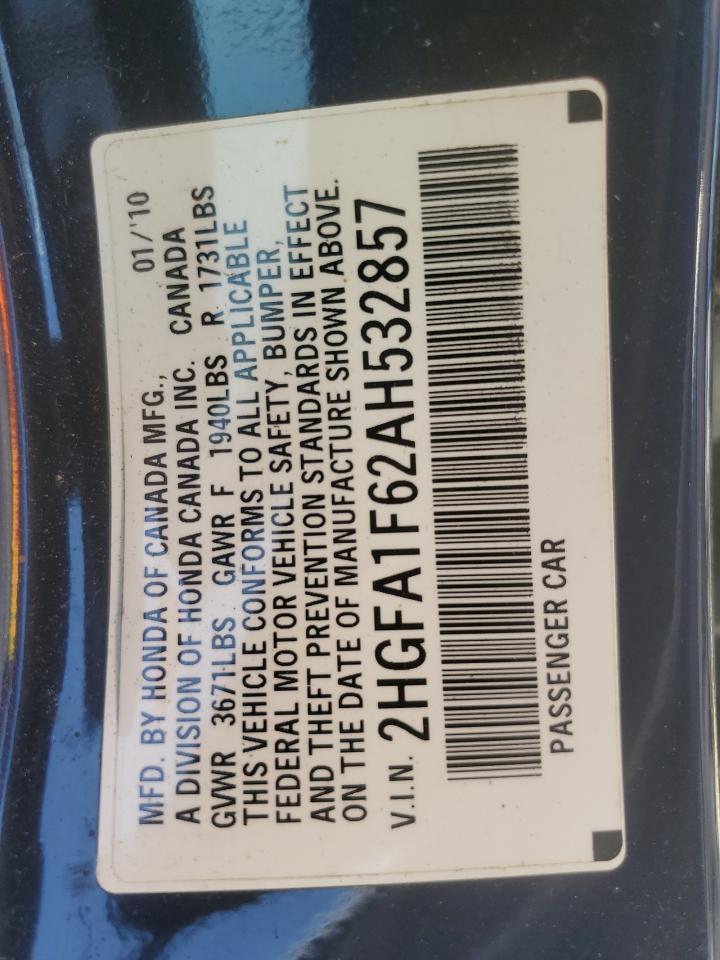 MFD. BY HONDA OF CANADA MFG., 01/'10
A DIVISION OF HONDA CANADA INC. CANADA
GVWR 3671LBS GAWR F 1940LBS R 1731LBS
THIS VEHICLE CONFORMS TO ALL APPLICABLE
FEDERAL MOTOR VEHICLE SAFETY, BUMPER,
AND THEFT PREVENTION STANDARDS IN EFFECT
ON THE DATE OF MANUFACTURE SHOWN ABOVE.
V.I.N. 2HGFA1F62AH532857
PASSENGER CAR